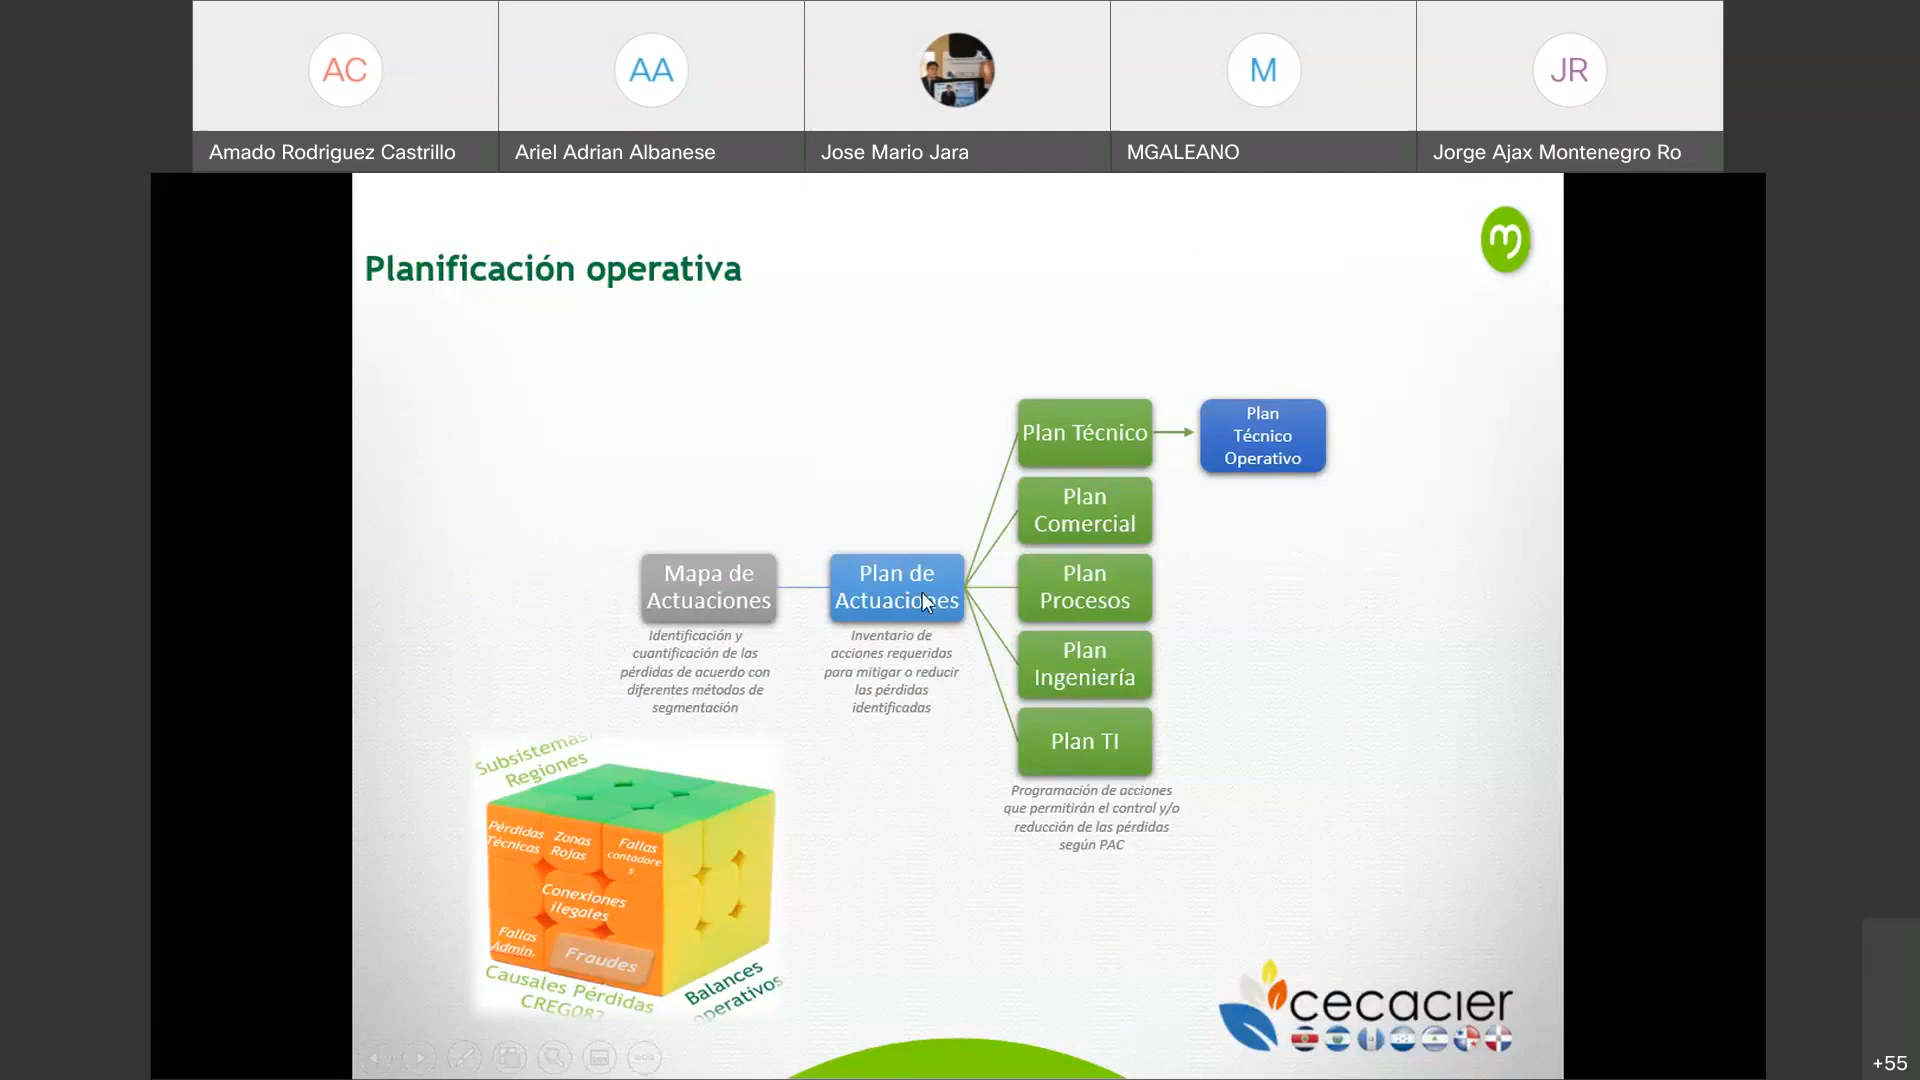 AC
AA
M
JR
Amado Rodriguez Castrillo
Ariel Adrian Albanese
Jose Mario Jara
MGALEANO
Jorge Ajax Montenegro Ro
Planificación operativa
Plan Técnico
Plan
Técnico
Operativo
Plan
Comercial
Mapa de
Actuaciones
Plan de
Actuaciones
Plan
Procesos
Identificación y
cuantificación de las
pérdidas de acuerdo con
diferentes métodos de
segmentación
Inventario de
acciones requeridas
para mitigar o reducir
las pérdidas
identificadas
Plan
Ingeniería
Plan TI
Programación de acciones
que permitirán el control y/o
reducción de las pérdidas
según PAC
Subsistemas,
Regiones
Pérdidas
Técnicas
Zonas
Rojas
Fallas
contadore
s
Conexiones
ilegales
Fallas
Admin.
Fraudes
Causales Pérdidas
CREG087
Balances
operativos
cecacier
+55